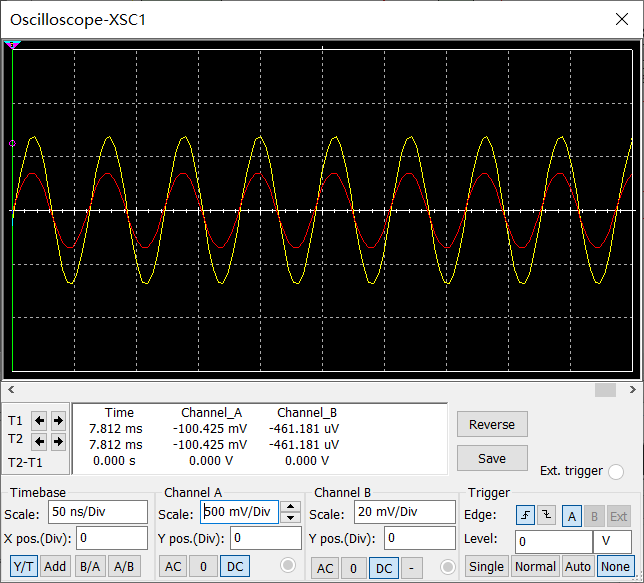 Oscilloscope-XSC1
Time Channel_A Channel_B
T1 7.812 ms -100.425 mV -461.181 uV
T2 7.812 ms -100.425 mV -461.181 uV
T2-T1 0.000 s 0.000 V 0.000 V
Reverse
Save
Ext. trigger
Timebase
Scale: 50 ns/Div
X pos.(Div): 0
Y/T Add B/A A/B
Channel A
Scale: 500 mV/Div
Y pos.(Div): 0
AC 0 DC
Channel B
Scale: 20 mV/Div
Y pos.(Div): 0
AC 0 DC -
Trigger
Edge: A B Ext
Level: 0 V
Single Normal Auto None